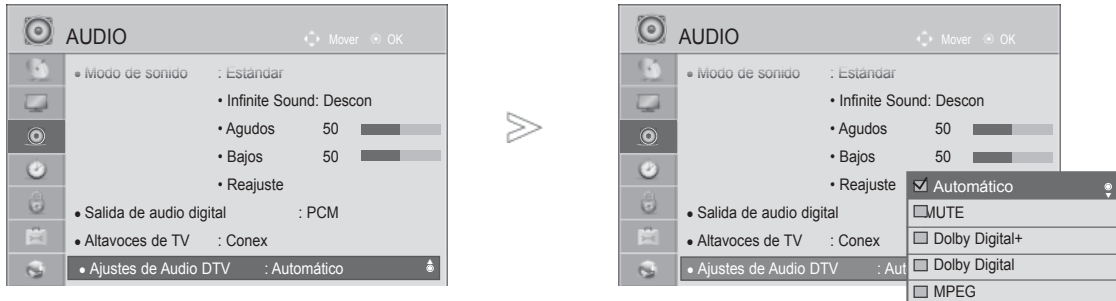 AUDIO Mover OK
• Modo de sonido : Estándar
• Infinite Sound: Descon
• Agudos 50
• Bajos 50
• Reajuste
• Salida de audio digital : PCM
• Altavoces de TV : Conex
• Ajustes de Audio DTV : Automático
AUDIO Mover OK
• Modo de sonido : Estándar
• Infinite Sound: Descon
• Agudos 50
• Bajos 50
• Reajuste
• Salida de audio digital
• Altavoces de TV : Conex
• Ajustes de Audio DTV : Aut
Automático
MUTE
Dolby Digital+
Dolby Digital
MPEG